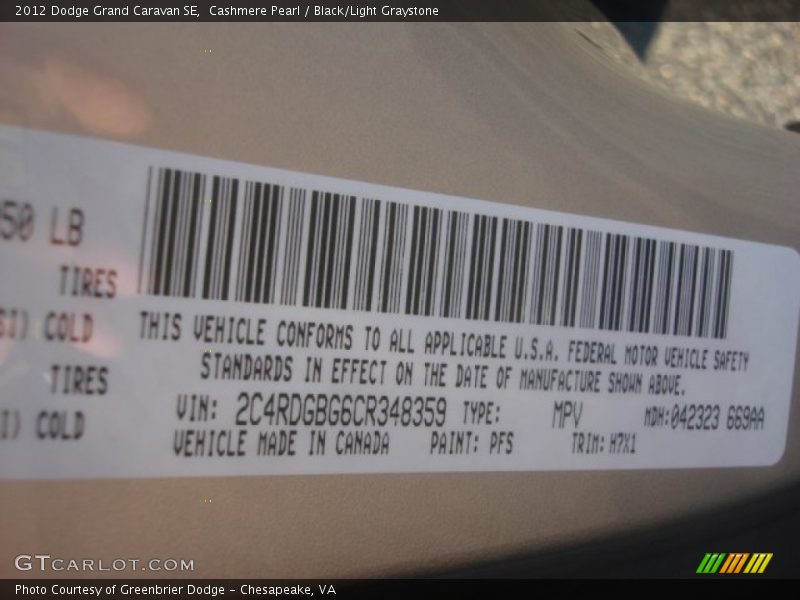 2012 Dodge Grand Caravan SE, Cashmere Pearl / Black/Light Graystone
50 LB
TIRES
SI) COLD
TIRES
I) COLD
THIS VEHICLE CONFORMS TO ALL APPLICABLE U.S.A. FEDERAL MOTOR VEHICLE SAFETY
STANDARDS IN EFFECT ON THE DATE OF MANUFACTURE SHOWN ABOVE.
VIN: 2C4RDGBG6CR348359 TYPE: MPV MDH:042323 669AA
VEHICLE MADE IN CANADA PAINT: PFS TRIM: H7X1
GTCARLOT.COM
Photo Courtesy of Greenbrier Dodge - Chesapeake, VA